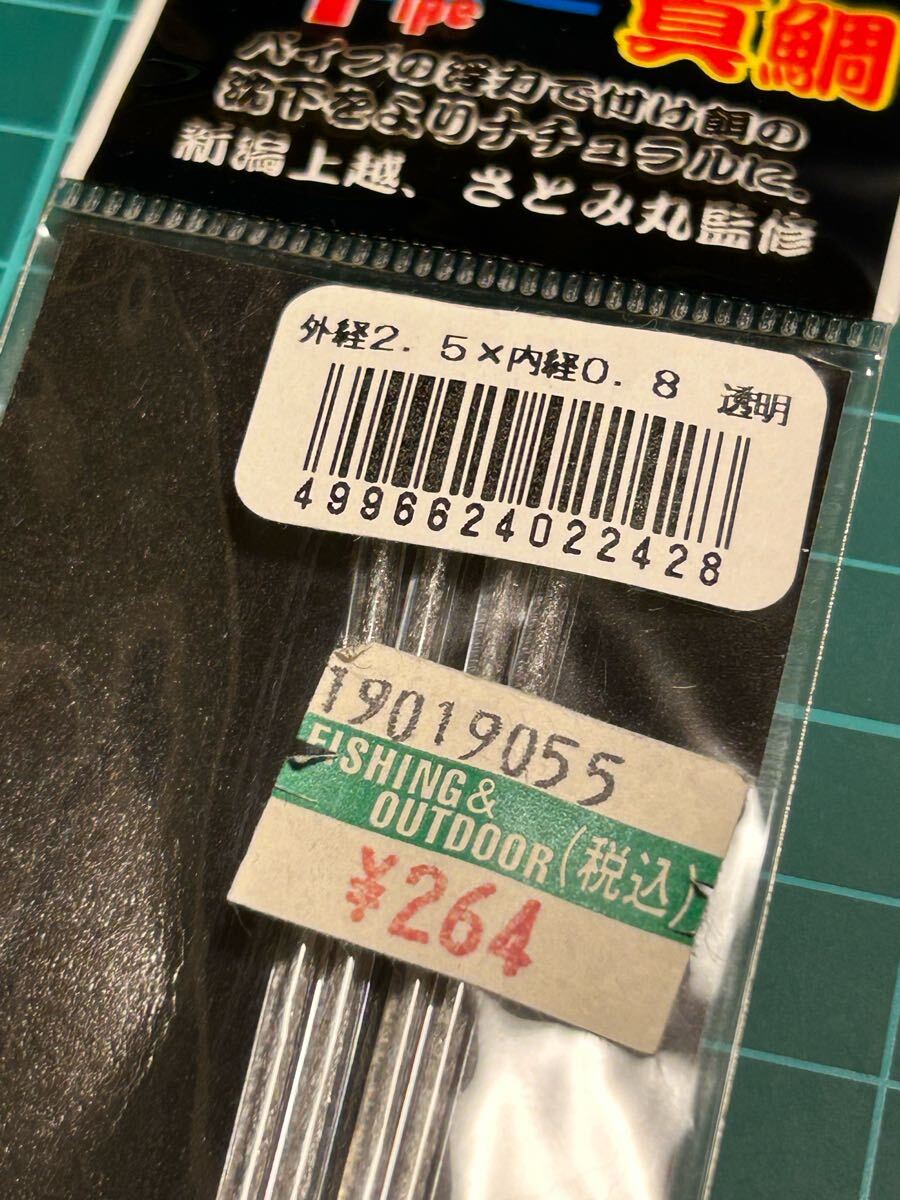 Pipe
真鯛
パイプの浮力で付け餌の
沈下をよりナチュラルに。
新潟上越、さとみ丸監修
外経2.5×内経0.8 透明
4996624022428
19019055
FISHING &
OUTDOOR (税込)
¥264